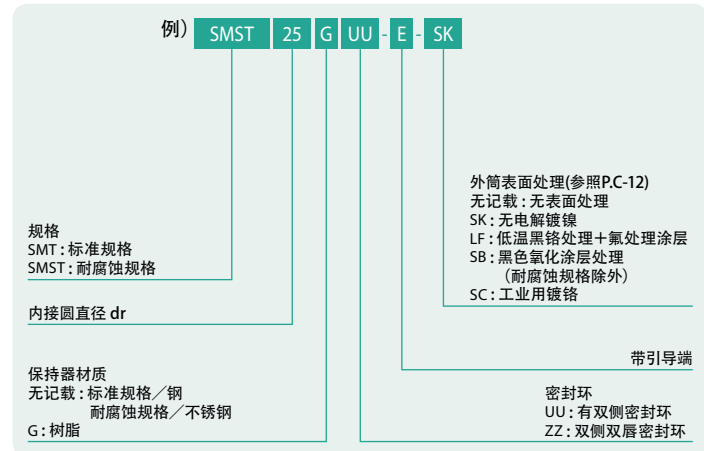 例) SMST 25 G UU - E - SK
外筒表面处理(参照P.C-12)
无记载：无表面处理
SK：无电解镀镍
LF：低温黑铬处理＋氟处理涂层
SB：黑色氧化涂层处理
（耐腐蚀规格除外）
SC：工业用镀铬
规格
SMT：标准规格
SMST：耐腐蚀规格
内接圆直径 dr
带引导端
保持器材质
无记载：标准规格／钢
耐腐蚀规格／不锈钢
G：树脂
密封环
UU：有双侧密封环
ZZ：双侧双唇密封环